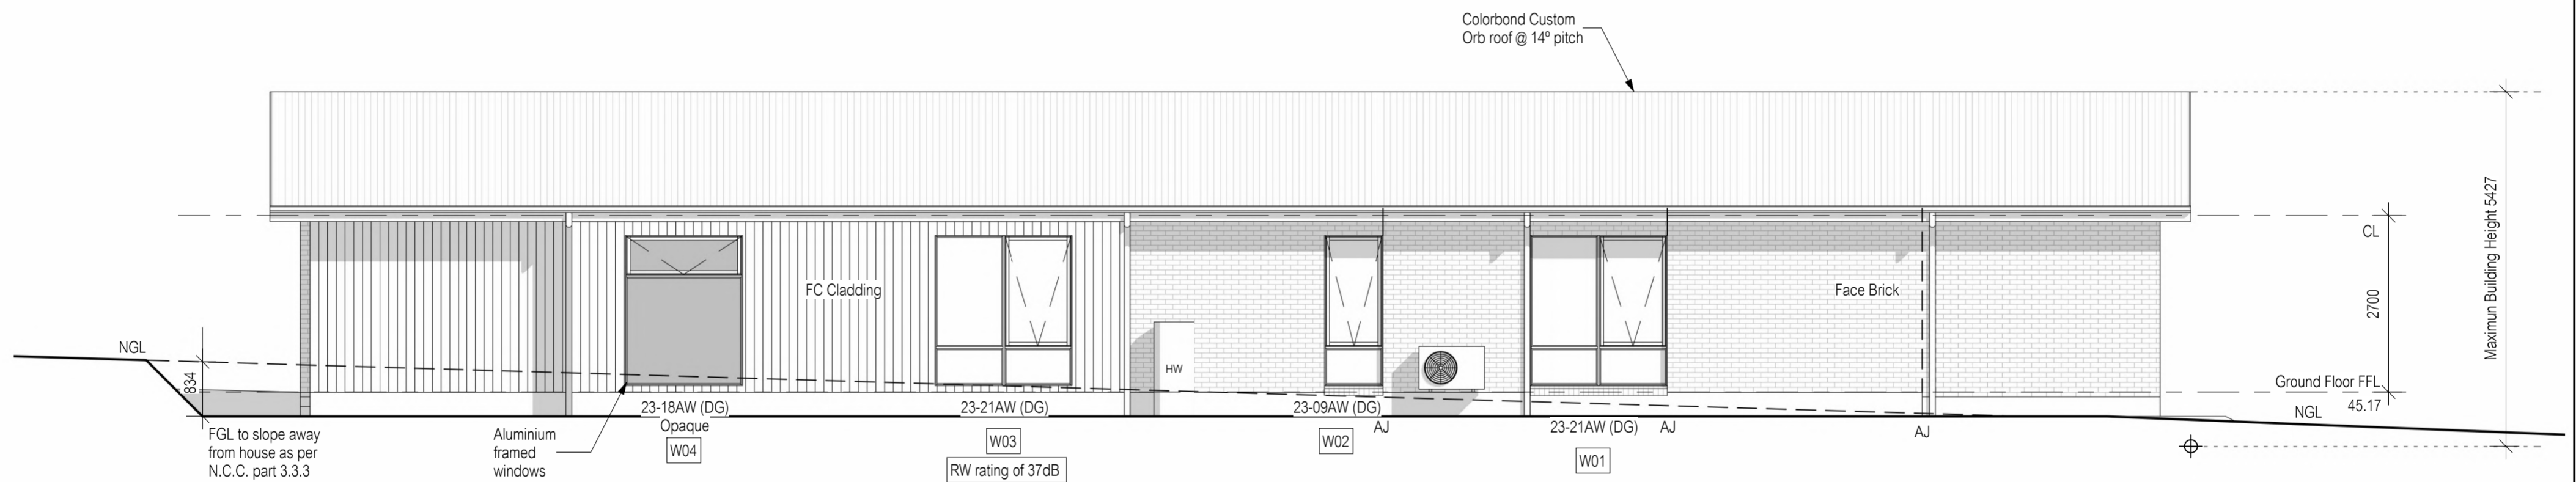 Colorbond Custom
Orb roof @ 14º pitch
Maximun Building Height 5427
CL
2700
Ground Floor FFL
45.17
NGL
NGL
834
FC Cladding
Face Brick
HW
FGL to slope away
from house as per
N.C.C. part 3.3.3
Aluminium
framed
windows
23-18AW (DG)
Opaque
W04
23-21AW (DG)
W03
RW rating of 37dB
23-09AW (DG)
W02
AJ
23-21AW (DG)
W01
AJ
AJ